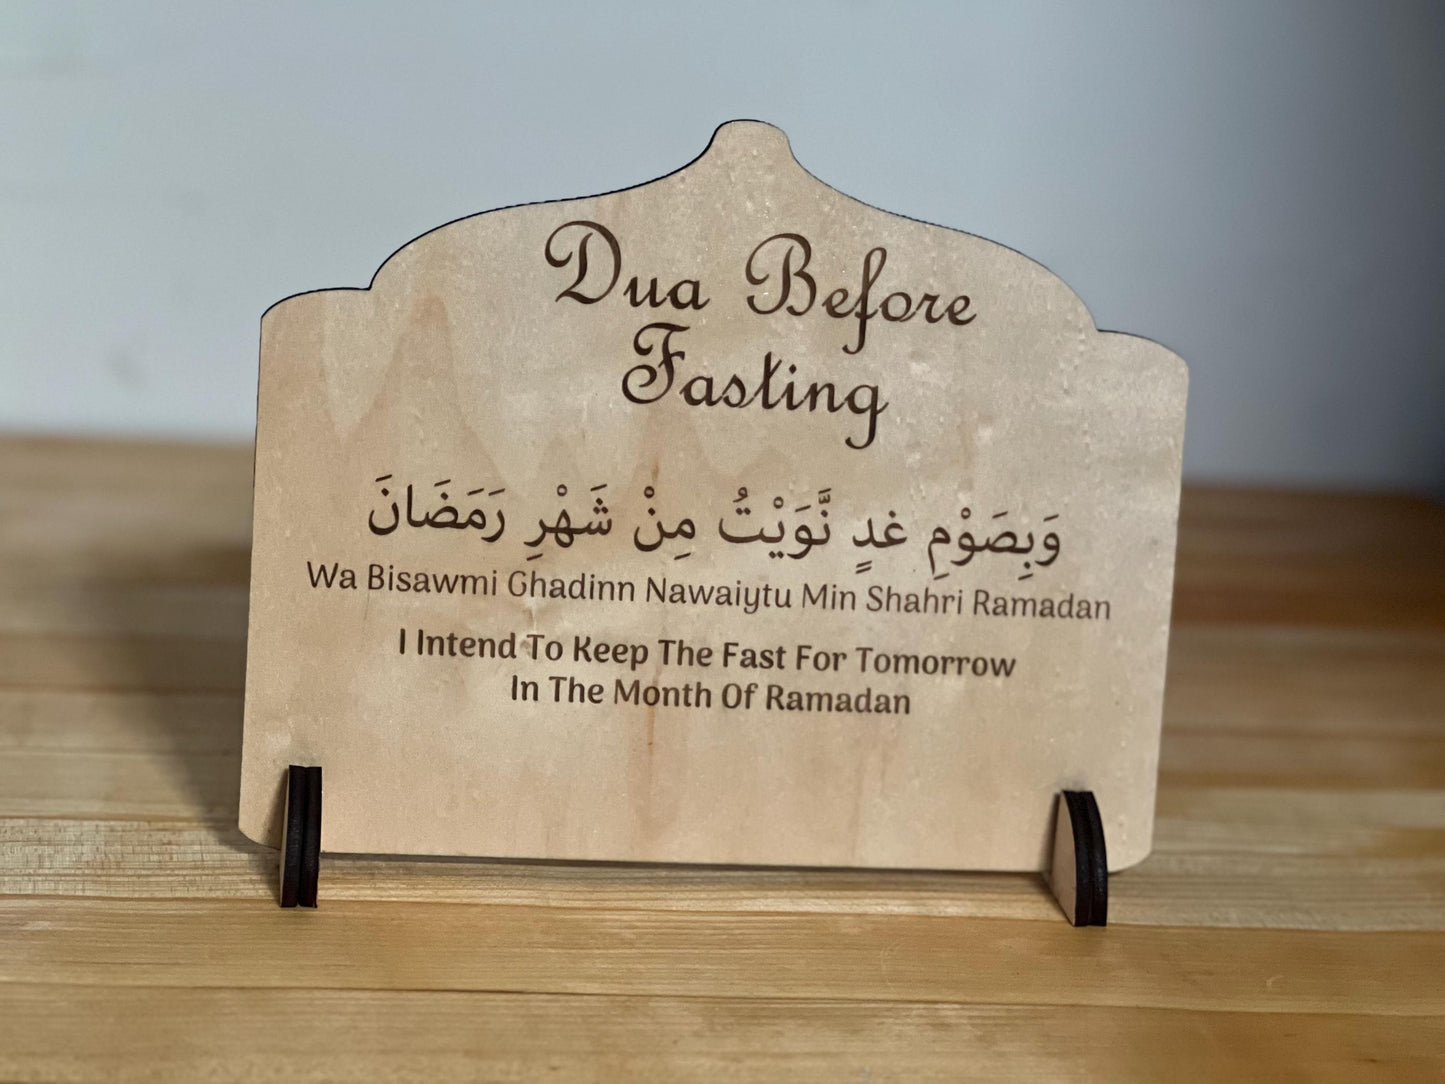 Dua Before
Fasting
وَبِصَوْمِ غدٍ نَّوَيْتُ مِنْ شَهْرِ رَمَضَانَ
Wa Bisawmi Ghadinn Nawaiytu Min Shahri Ramadan
I Intend To Keep The Fast For Tomorrow
In The Month Of Ramadan